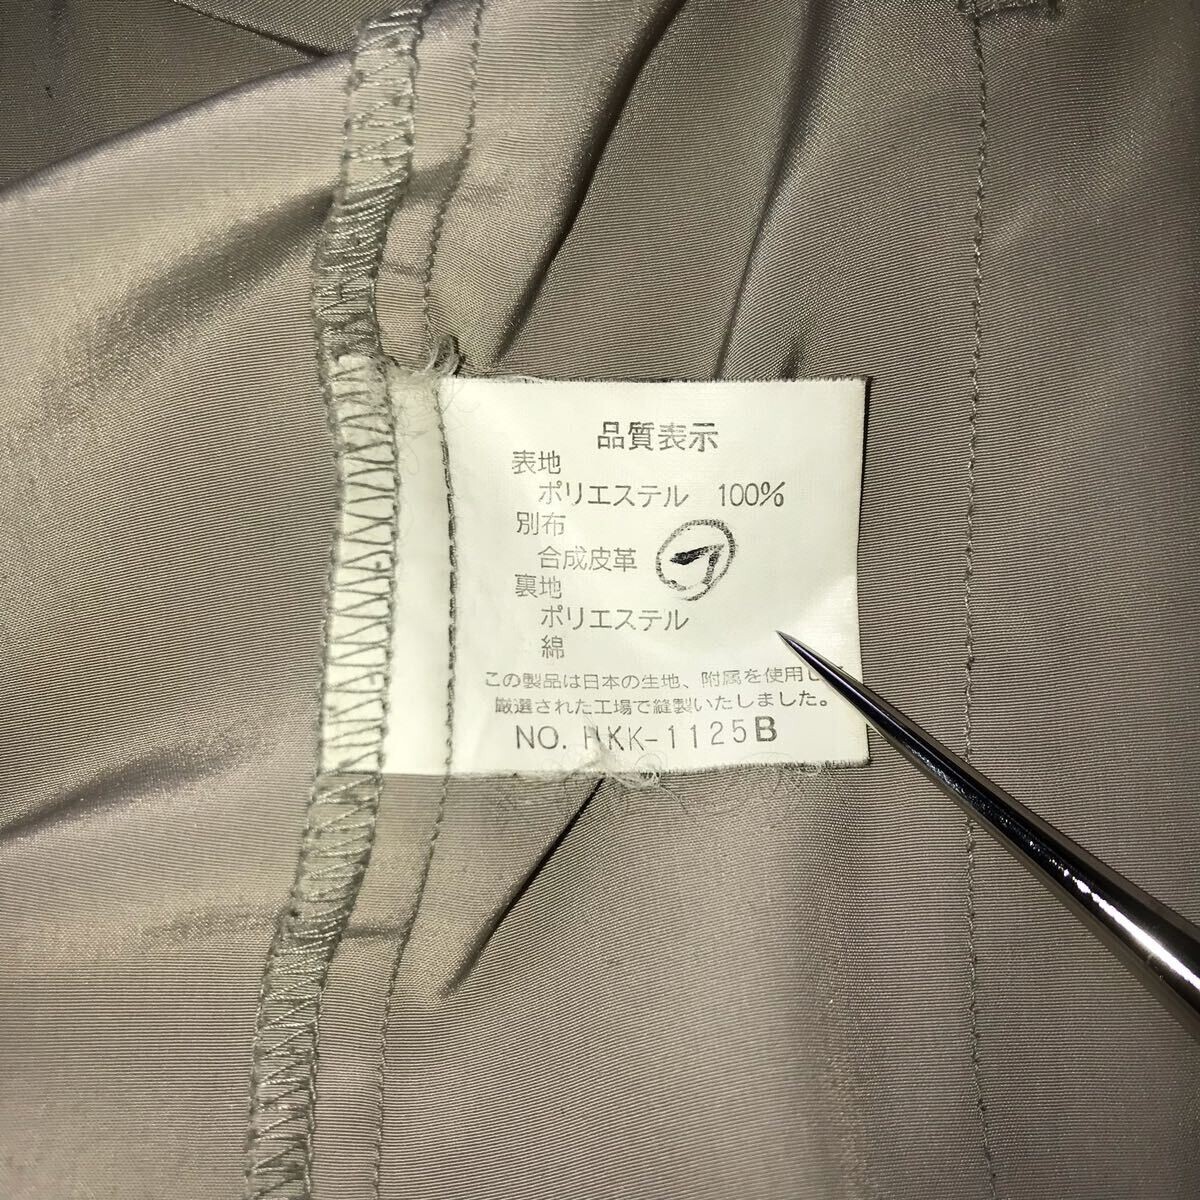 品質表示
表地
ポリエステル 100%
別布
合成皮革
裏地
ポリエステル
綿
この製品は日本の生地、附属を使用し
厳選された工場で縫製いたしました。
NO. HKK-1125B